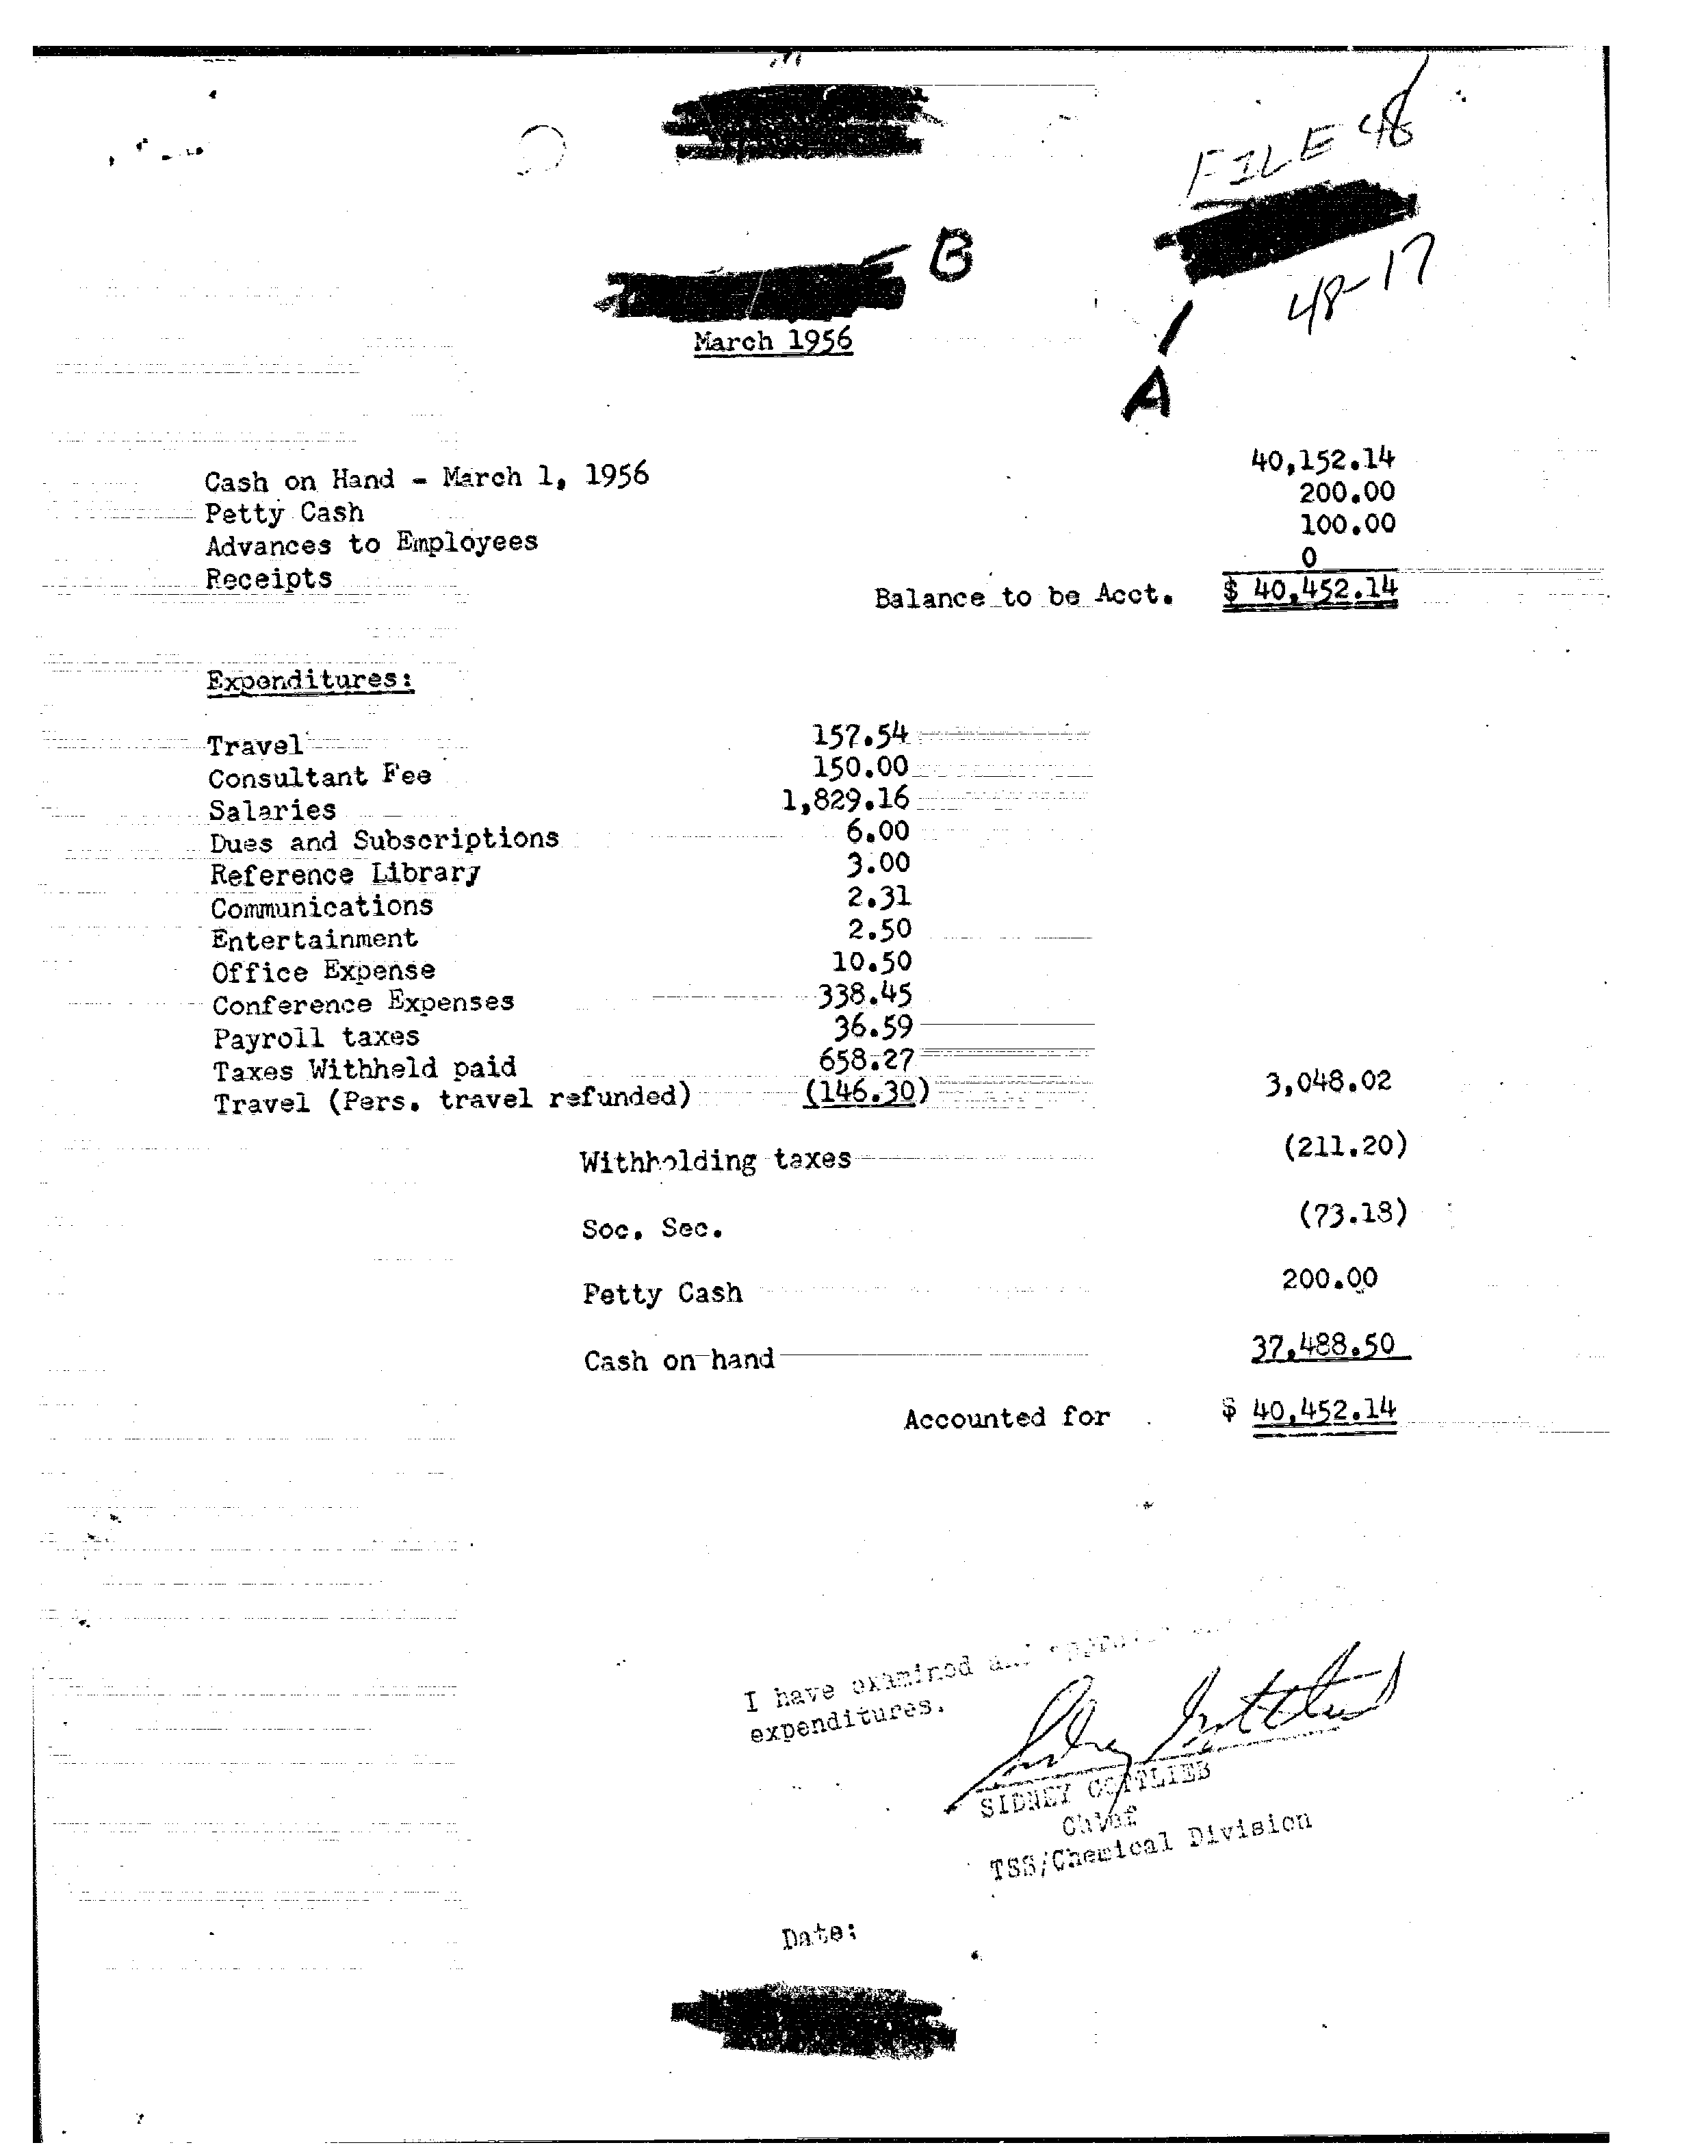 FILE 48
B
48-17
March 1956
A
Cash on Hand - March 1, 1956 40,152.14
Petty Cash 200.00
Advances to Employees 100.00
Receipts 0
Balance to be Acct. $ 40,452.14
Expenditures:
Travel 157.54
Consultant Fee 150.00
Salaries 1,829.16
Dues and Subscriptions 6.00
Reference Library 3.00
Communications 2.31
Entertainment 2.50
Office Expense 10.50
Conference Expenses 338.45
Payroll taxes 36.59
Taxes Withheld paid 658.27
Travel (Pers. travel refunded) (146.30) 3,048.02
Withholding taxes (211.20)
Soc. Sec. (73.18)
Petty Cash 200.00
Cash on hand 37,488.50
Accounted for $ 40,452.14
I have examined and
expenditures.
Sidney Gottlieb
SIDNEY GOTTLIEB
Chief
TSS/Chemical Division
Date: